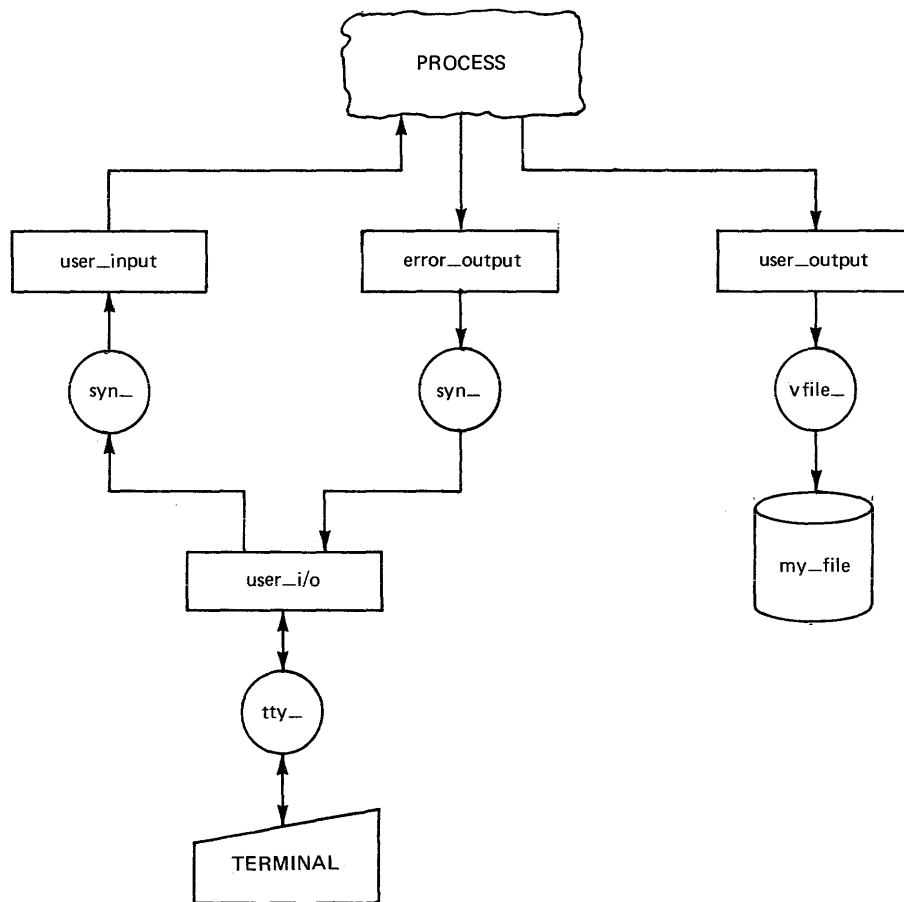 PROCESS
user_input
error_output
user_output
syn_
syn_
vfile_
my_file
user_i/o
tty_
TERMINAL